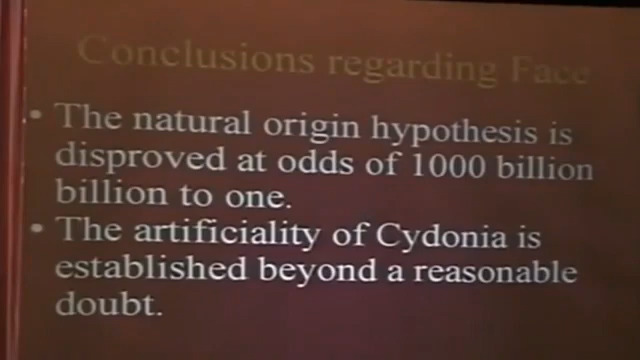 Conclusions regarding Face
• The natural origin hypothesis is
disproved at odds of 1000 billion
billion to one.
• The artificiality of Cydonia is
established beyond a reasonable
doubt.